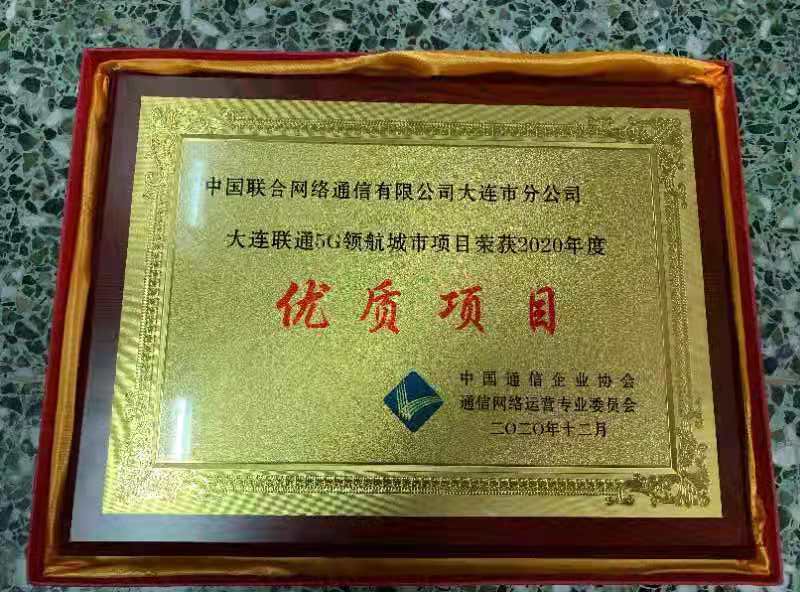 中国联合网络通信有限公司大连市分公司
大连联通5G领航城市项目荣获2020年度
优质项目
中国通信企业协会
通信网络运营专业委员会
二〇二〇年十二月